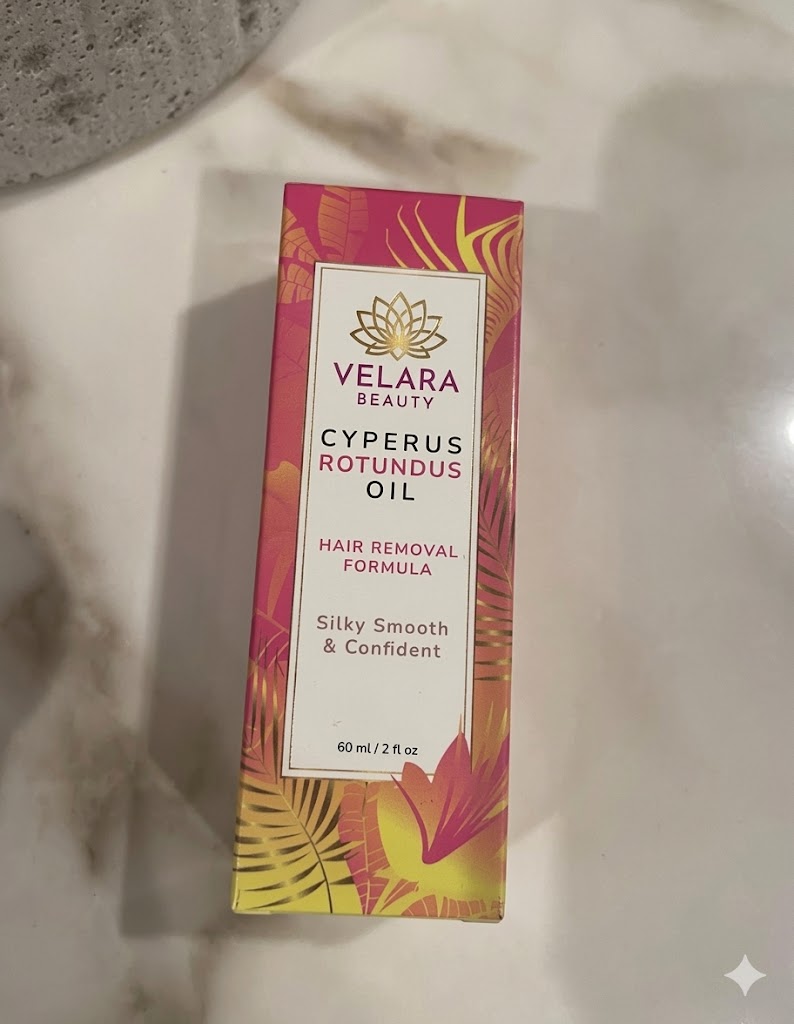 VELARA
BEAUTY
CYPERUS
ROTUNDUS
OIL
HAIR REMOVAL
FORMULA
Silky Smooth
& Confident
60 ml / 2 fl oz